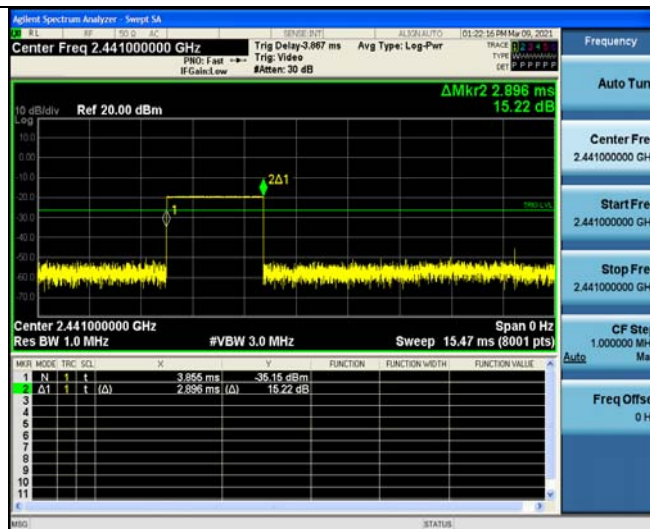 Agilent Spectrum Analyzer - Swept SA
RL RF 50 Ω AC SENSE:INT ALIGNAUTO 01:22:16 PM Mar 09, 2021
Center Freq 2.441000000 GHz
PNO: Fast
IFGain:Low
Trig Delay-3.867 ms
Trig: Video
#Atten: 30 dB
Avg Type: Log-Pwr
TRACE 1 2 3 4 5 6
TYPE
DET P P P P P P
ΔMkr2 2.896 ms
15.22 dB
10 dB/div Ref 20.00 dBm
Log
10.0
0.00
-10.0
2Δ1
-20.0
TRIG LVL
1
-30.0
-40.0
-50.0
-60.0
-70.0
Center 2.441000000 GHz Span 0 Hz
Res BW 1.0 MHz #VBW 3.0 MHz Sweep 15.47 ms (8001 pts)
MKR MODE TRC SCL X Y FUNCTION FUNCTION WIDTH FUNCTION VALUE
1 N 1 t 3.855 ms -35.15 dBm
2 Δ1 1 t (Δ) 2.896 ms (Δ) 15.22 dB
3
4
5
6
7
8
9
10
11
MSG STATUS
Frequency
Auto Tun
Center Fre
2.441000000 GH
Start Fre
2.441000000 GH
Stop Fre
2.441000000 GH
CF Ste
1.000000 MH
Auto Ma
Freq Offse
0 H